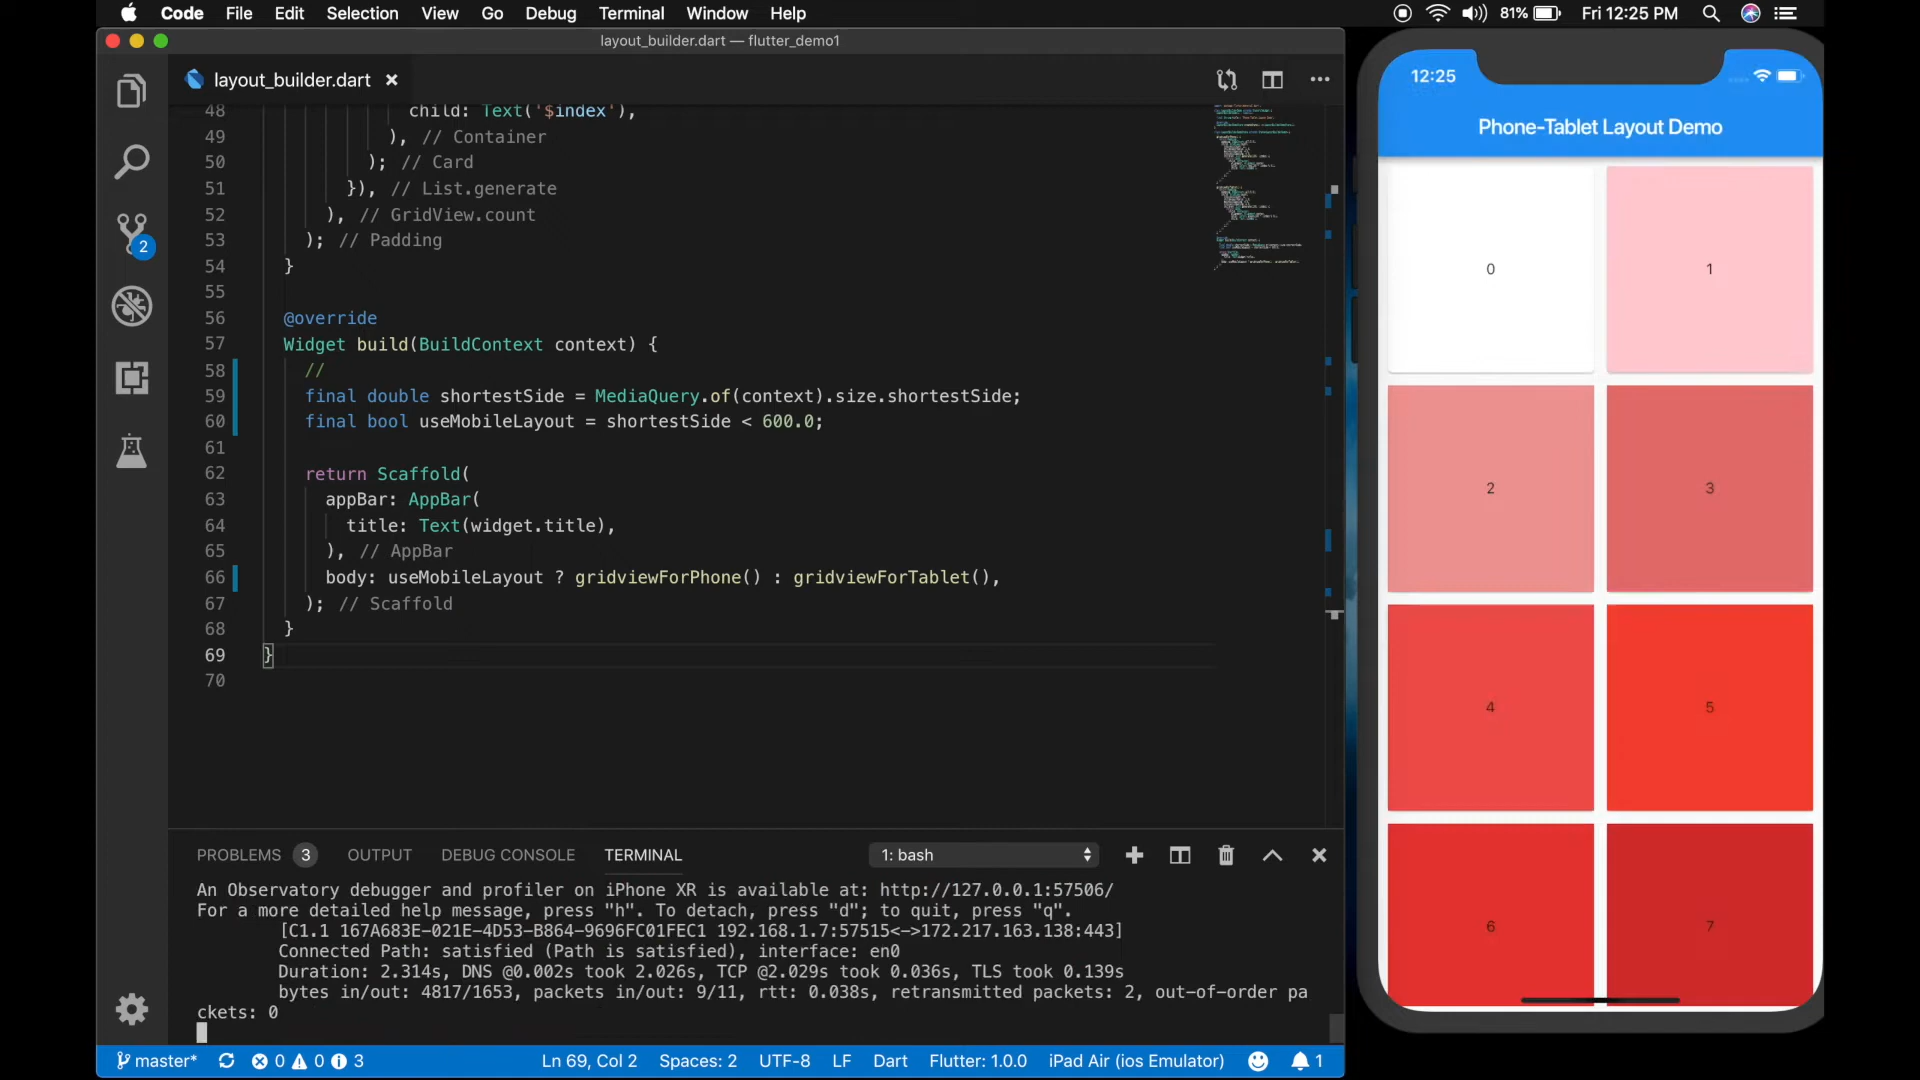 Code File Edit Selection View Go Debug Terminal Window Help
81% Fri 12:25 PM
layout_builder.dart — flutter_demo1
layout_builder.dart
48 child: Text('$index'),
49 ), // Container
50 ); // Card
51 }), // List.generate
52 ), // GridView.count
53 ); // Padding
54 }
55
56 @override
57 Widget build(BuildContext context) {
58 //
59 final double shortestSide = MediaQuery.of(context).size.shortestSide;
60 final bool useMobileLayout = shortestSide < 600.0;
61
62 return Scaffold(
63 appBar: AppBar(
64 title: Text(widget.title),
65 ), // AppBar
66 body: useMobileLayout ? gridviewForPhone() : gridviewForTablet(),
67 ); // Scaffold
68 }
69 }
70
2
PROBLEMS 3 OUTPUT DEBUG CONSOLE TERMINAL 1: bash
An Observatory debugger and profiler on iPhone XR is available at: http://127.0.0.1:57506/
For a more detailed help message, press "h". To detach, press "d"; to quit, press "q".
[C1.1 167A683E-021E-4D53-B864-9696FC01FEC1 192.168.1.7:57515<->172.217.163.138:443]
Connected Path: satisfied (Path is satisfied), interface: en0
Duration: 2.314s, DNS @0.002s took 2.026s, TCP @2.029s took 0.036s, TLS took 0.139s
bytes in/out: 4817/1653, packets in/out: 9/11, rtt: 0.038s, retransmitted packets: 2, out-of-order pa
ckets: 0
master* 0 0 3 Ln 69, Col 2 Spaces: 2 UTF-8 LF Dart Flutter: 1.0.0 iPad Air (ios Emulator) 1
12:25
Phone-Tablet Layout Demo
0 1
2 3
4 5
6 7